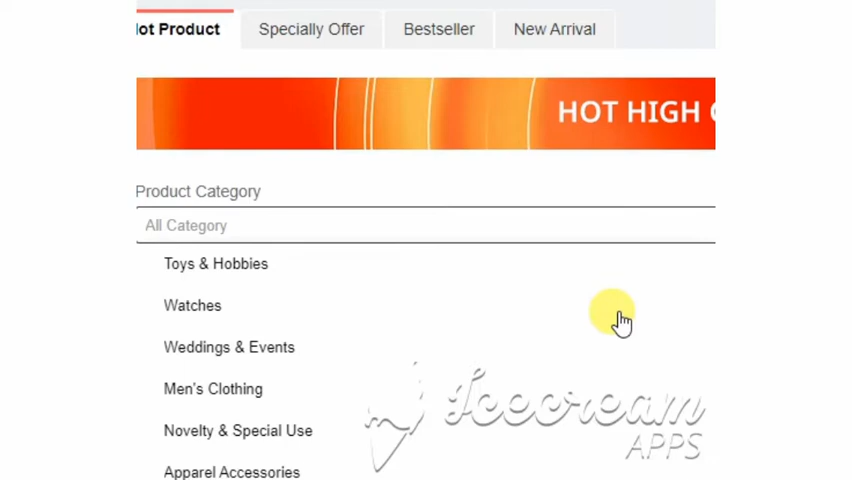 ot Product Specially Offer Bestseller New Arrival
HOT HIGH
Product Category
All Category
Toys & Hobbies
Watches
Weddings & Events
Men's Clothing
Novelty & Special Use
Apparel Accessories
Icecream
APPS